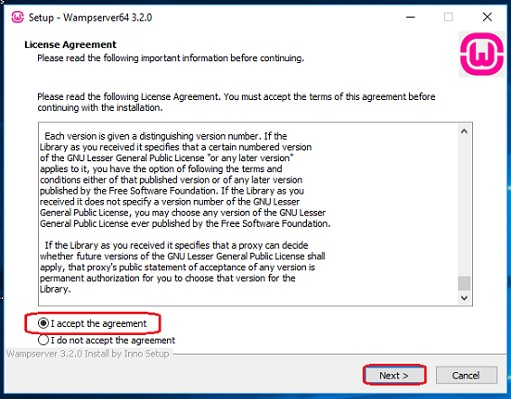 Setup - Wampserver64 3.2.0
License Agreement
Please read the following important information before continuing.
Please read the following License Agreement. You must accept the terms of this agreement before
continuing with the installation.
Each version is given a distinguishing version number. If the
Library as you received it specifies that a certain numbered version
of the GNU Lesser General Public License "or any later version"
applies to it, you have the option of following the terms and
conditions either of that published version or of any later version
published by the Free Software Foundation. If the Library as you
received it does not specify a version number of the GNU Lesser
General Public License, you may choose any version of the GNU Lesser
General Public License ever published by the Free Software Foundation.
If the Library as you received it specifies that a proxy can decide
whether future versions of the GNU Lesser General Public License shall
apply, that proxy's public statement of acceptance of any version is
permanent authorization for you to choose that version for the
Library.
I accept the agreement
I do not accept the agreement
Wampserver 3.2.0 Install by Inno Setup
Next >
Cancel